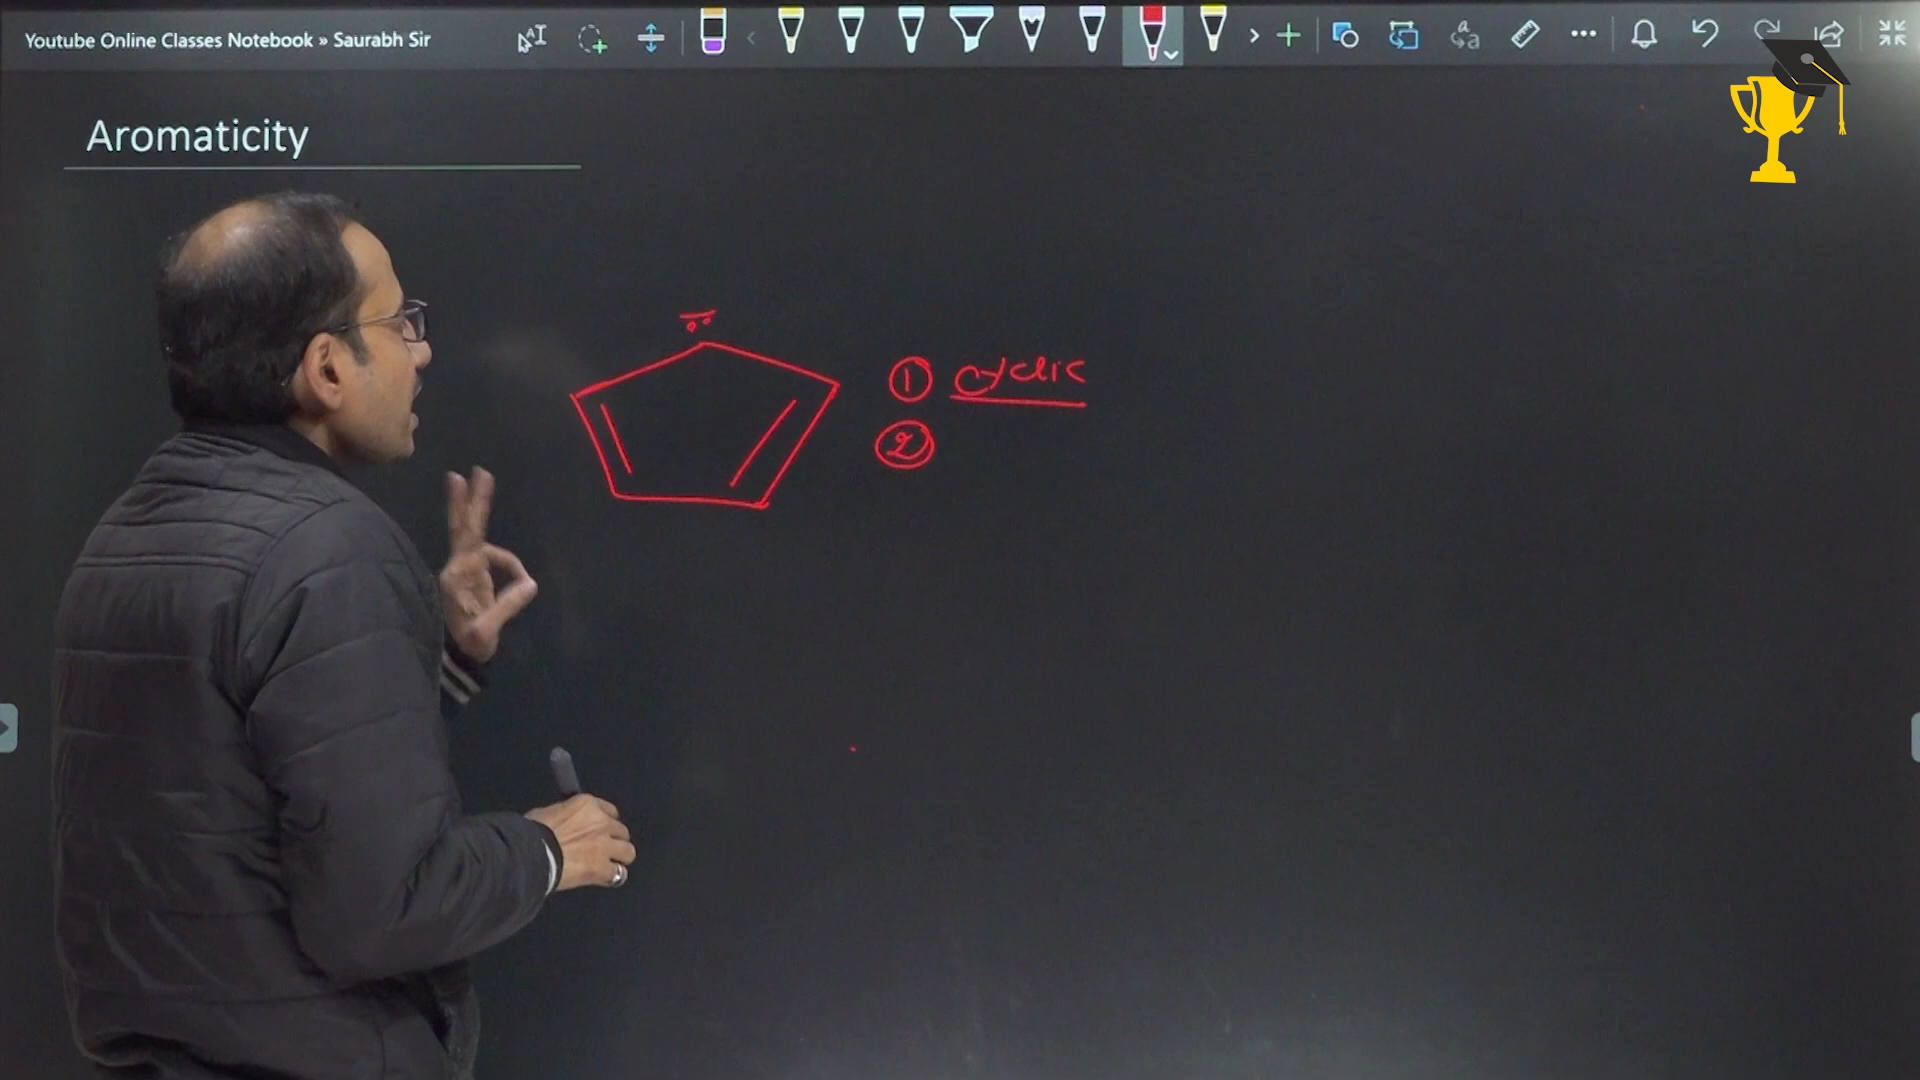 Youtube Online Classes Notebook » Saurabh Sir
Aromaticity
① cyclic
②